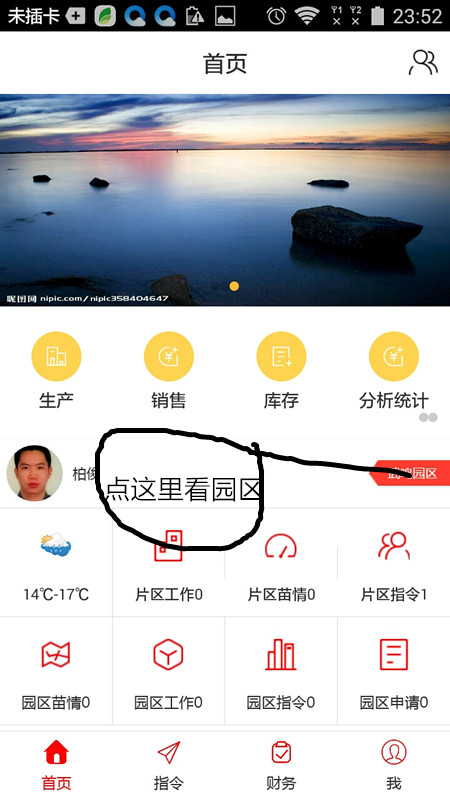 未插卡 23:52
首页
昵图网 nipic.com/nipic358404647
生产 销售 库存 分析统计
柏俊 园区
点这里看园区
14℃-17℃ 片区工作0 片区苗情0 片区指令1
园区苗情0 园区工作0 园区指令0 园区申请0
首页 指令 财务 我